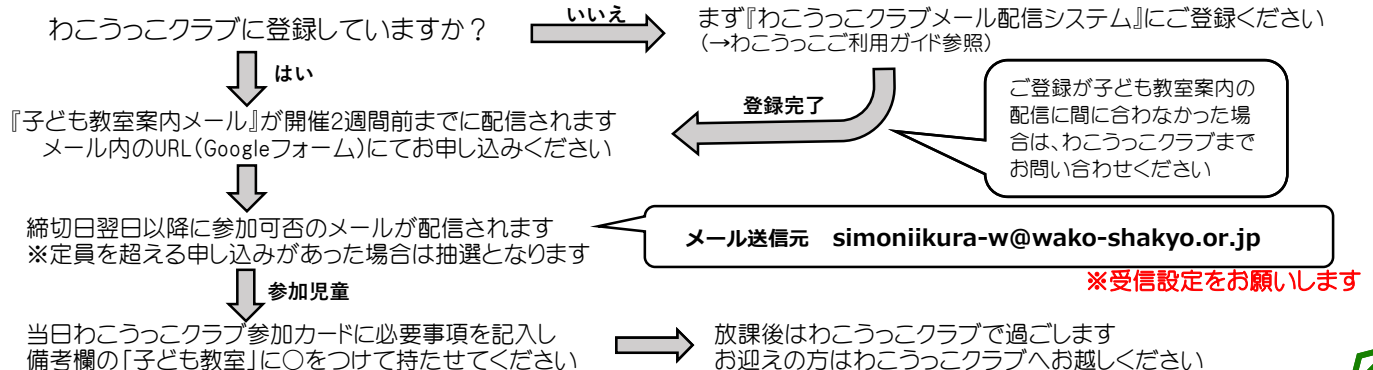 わこうっこクラブに登録していますか？
いいえ
まず『わこうっこクラブメール配信システム』にご登録ください
（→わこうっこご利用ガイド参照）
はい
登録完了
ご登録が子ども教室案内の
配信に間に合わなかった場
合は、わこうっこクラブまで
お問い合わせください
『子ども教室案内メール』が開催2週間前までに配信されます
メール内のURL（Googleフォーム）にてお申し込みください
締切日翌日以降に参加可否のメールが配信されます
※定員を超える申し込みがあった場合は抽選となります
メール送信元　simoniikura-w@wako-shakyo.or.jp
※受信設定をお願いします
参加児童
当日わこうっこクラブ参加カードに必要事項を記入し
備考欄の「子ども教室」に○をつけて持たせてください
放課後はわこうっこクラブで過ごします
お迎えの方はわこうっこクラブへお越しください